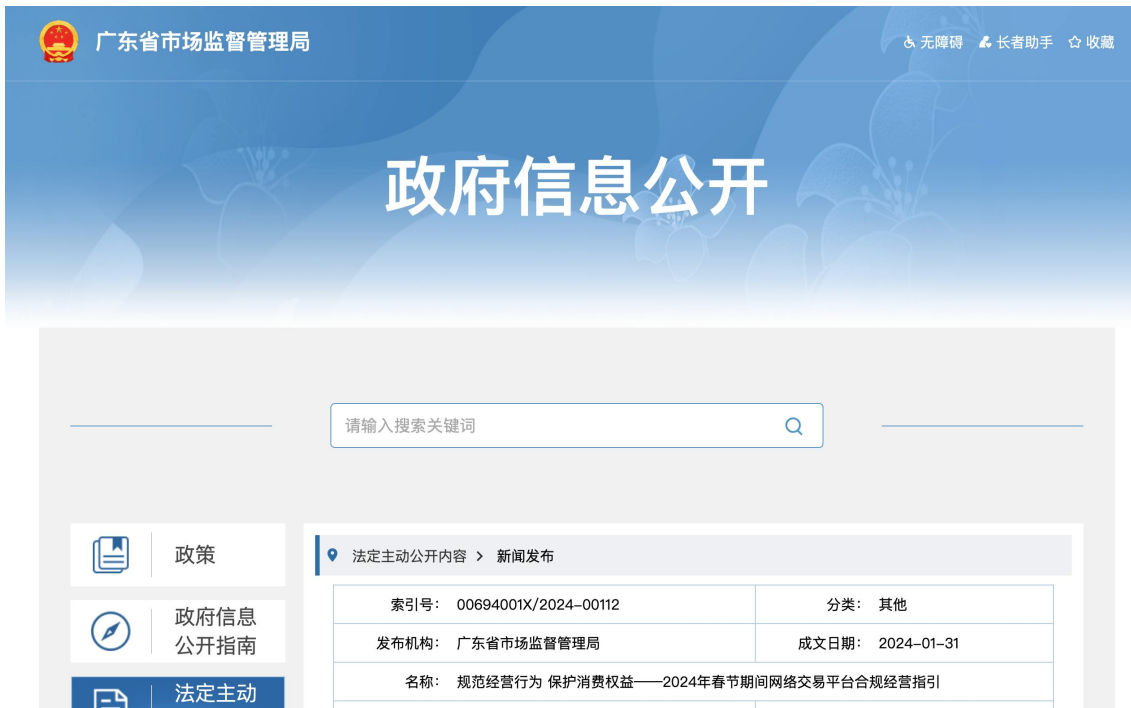 广东省市场监督管理局
无障碍 长者助手 收藏
政府信息公开
请输入搜索关键词
政策
政府信息
公开指南
法定主动
法定主动公开内容 > 新闻发布
索引号： 00694001X/2024-00112 分类： 其他
发布机构： 广东省市场监督管理局 成文日期： 2024-01-31
名称： 规范经营行为 保护消费权益——2024年春节期间网络交易平台合规经营指引